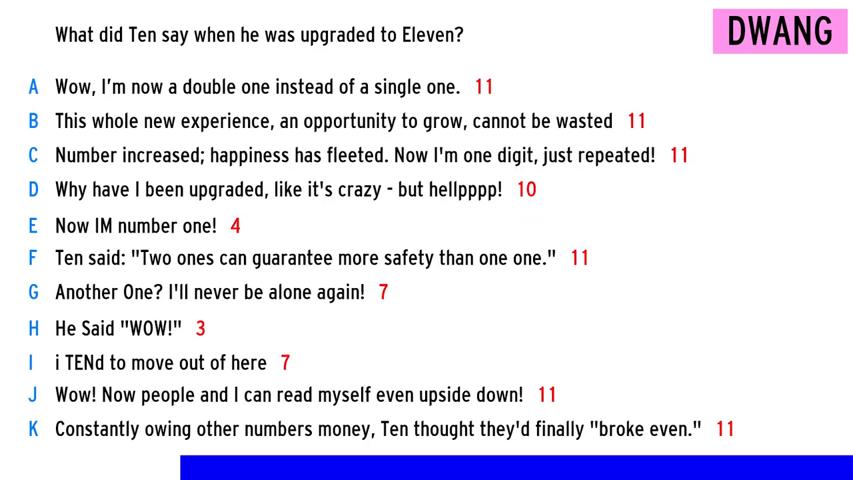 What did Ten say when he was upgraded to Eleven?
DWANG
A Wow, I'm now a double one instead of a single one. 11
B This whole new experience, an opportunity to grow, cannot be wasted 11
C Number increased; happiness has fleeted. Now I'm one digit, just repeated! 11
D Why have I been upgraded, like it's crazy - but hellpppp! 10
E Now IM number one! 4
F Ten said: "Two ones can guarantee more safety than one one." 11
G Another One? I'll never be alone again! 7
H He Said "WOW!" 3
I i TENd to move out of here 7
J Wow! Now people and I can read myself even upside down! 11
K Constantly owing other numbers money, Ten thought they'd finally "broke even." 11